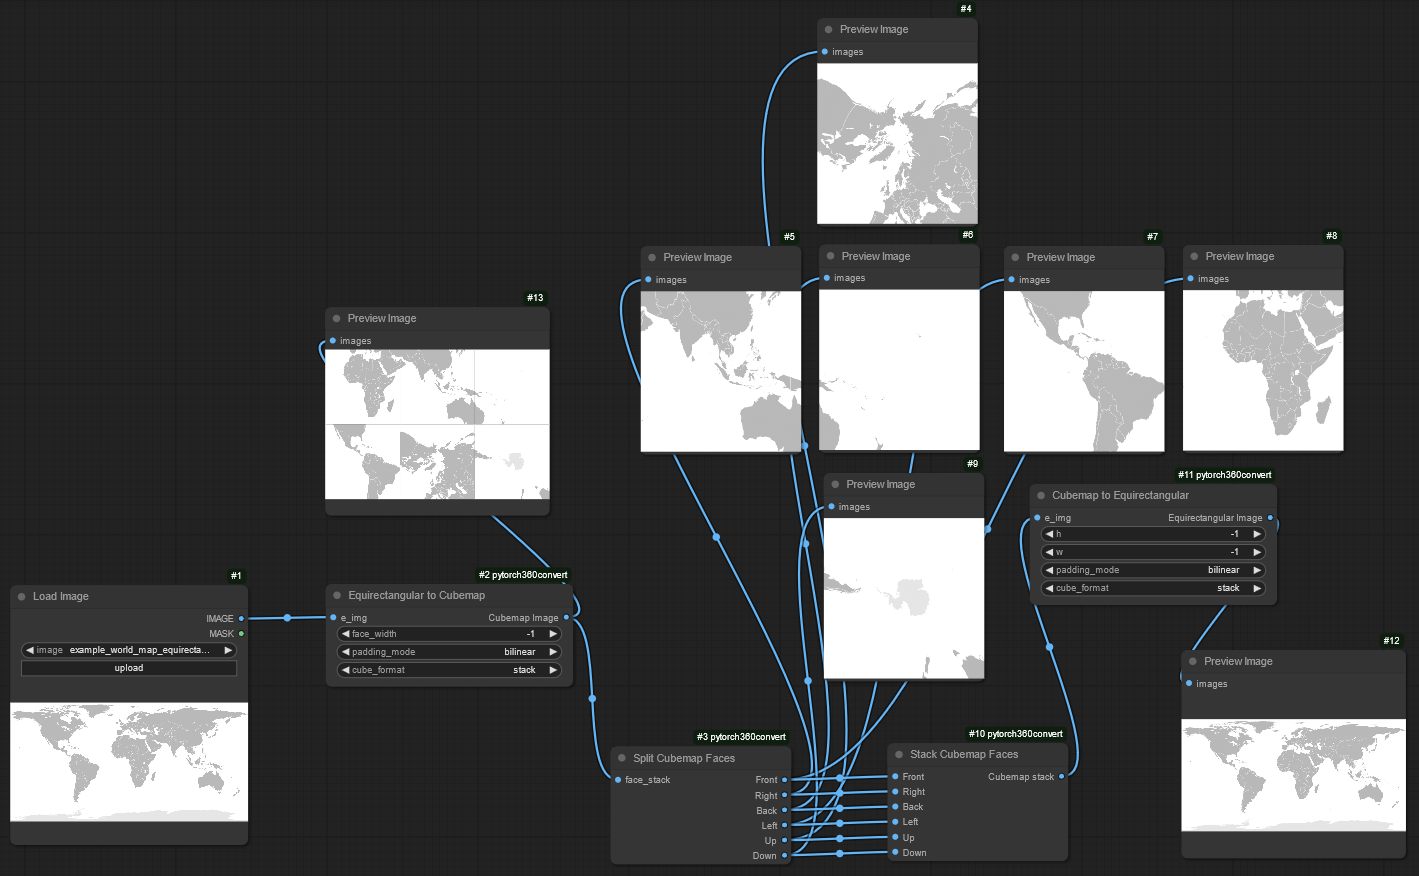 #4
Preview Image
images
#5
Preview Image
images
#6
Preview Image
images
#7
Preview Image
images
#8
Preview Image
images
#13
Preview Image
images
#9
Preview Image
images
#11 pytorch360convert
Cubemap to Equirectangular
e_img Equirectangular Image
h -1
w -1
padding_mode bilinear
cube_format stack
#1
Load Image
IMAGE
MASK
image example_world_map_equirecta...
upload
#2 pytorch360convert
Equirectangular to Cubemap
e_img Cubemap Image
face_width -1
padding_mode bilinear
cube_format stack
#3 pytorch360convert
Split Cubemap Faces
face_stack Front
Right
Back
Left
Up
Down
#10 pytorch360convert
Stack Cubemap Faces
Front Cubemap stack
Right
Back
Left
Up
Down
#12
Preview Image
images